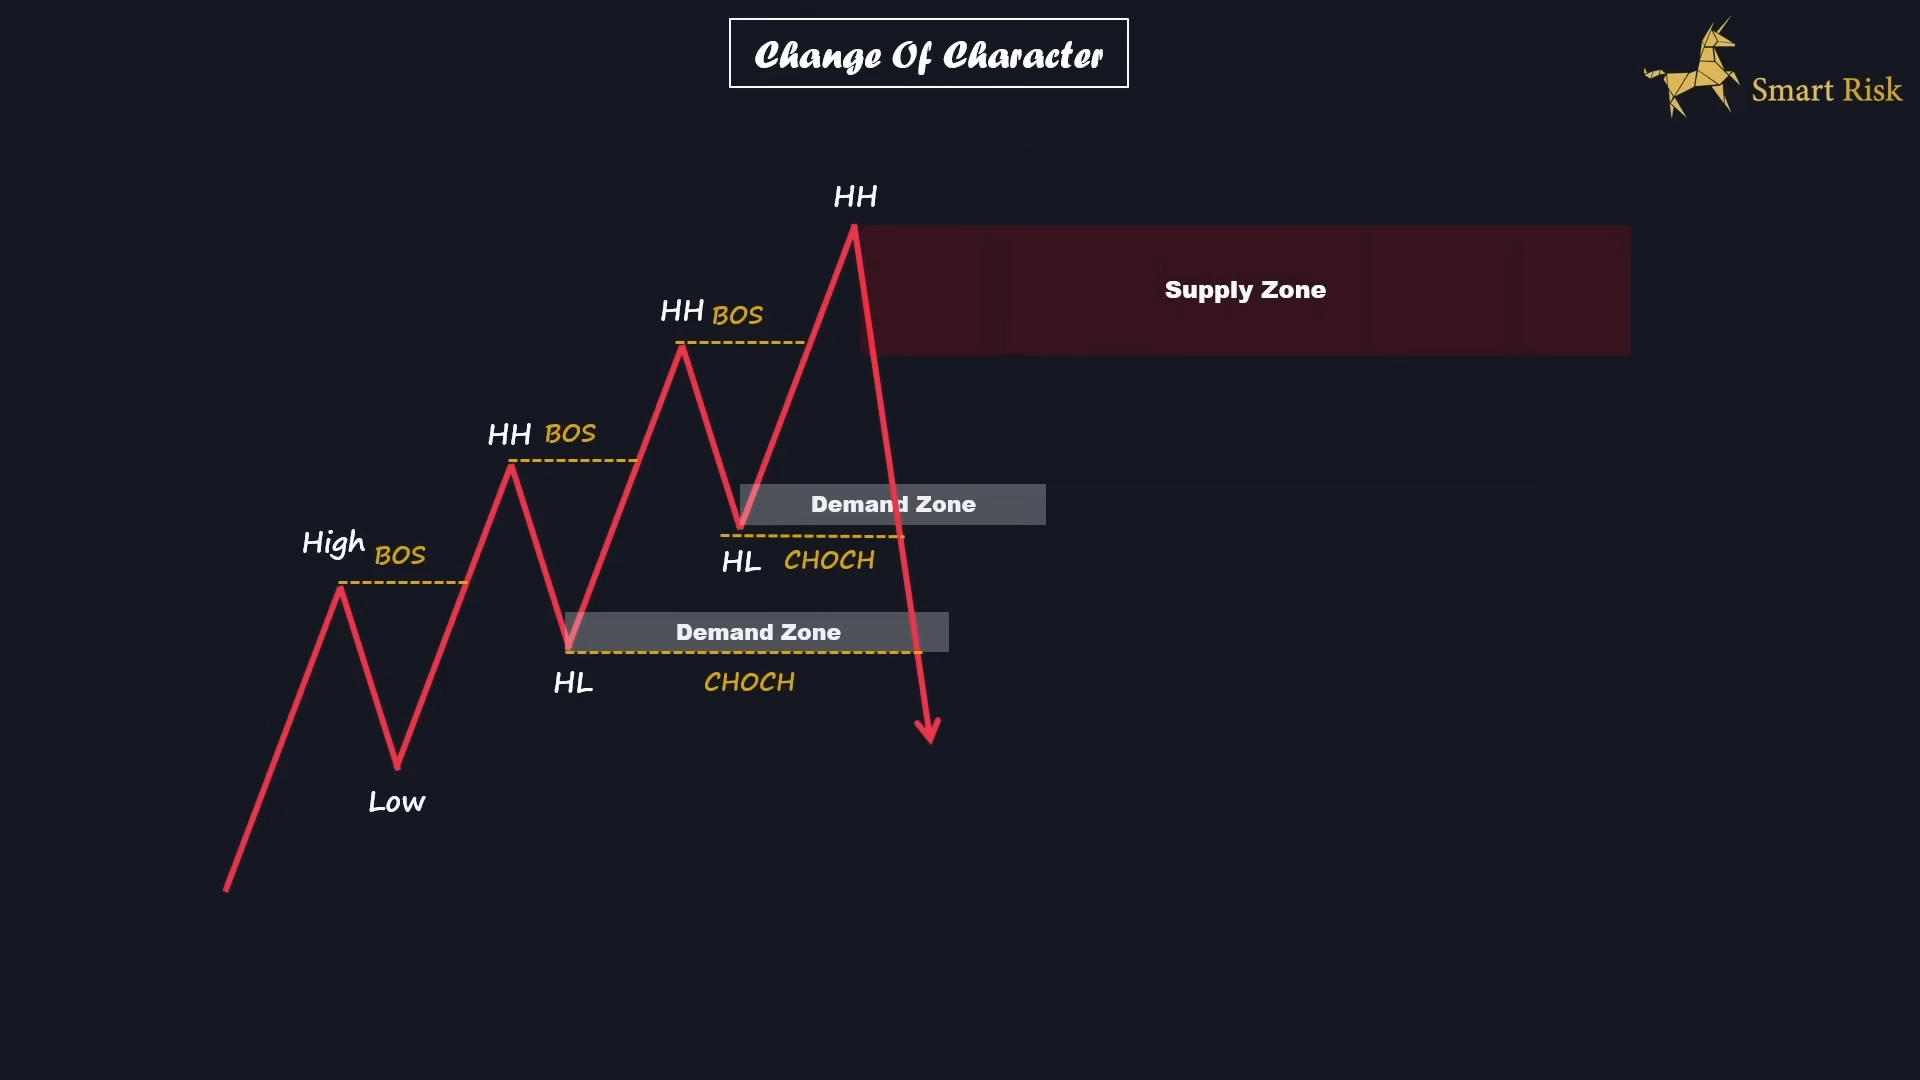 Change Of Character
Smart Risk
HH
Supply Zone
HH BOS
HH BOS
Demand Zone
High BOS
HL CHOCH
Demand Zone
HL CHOCH
Low